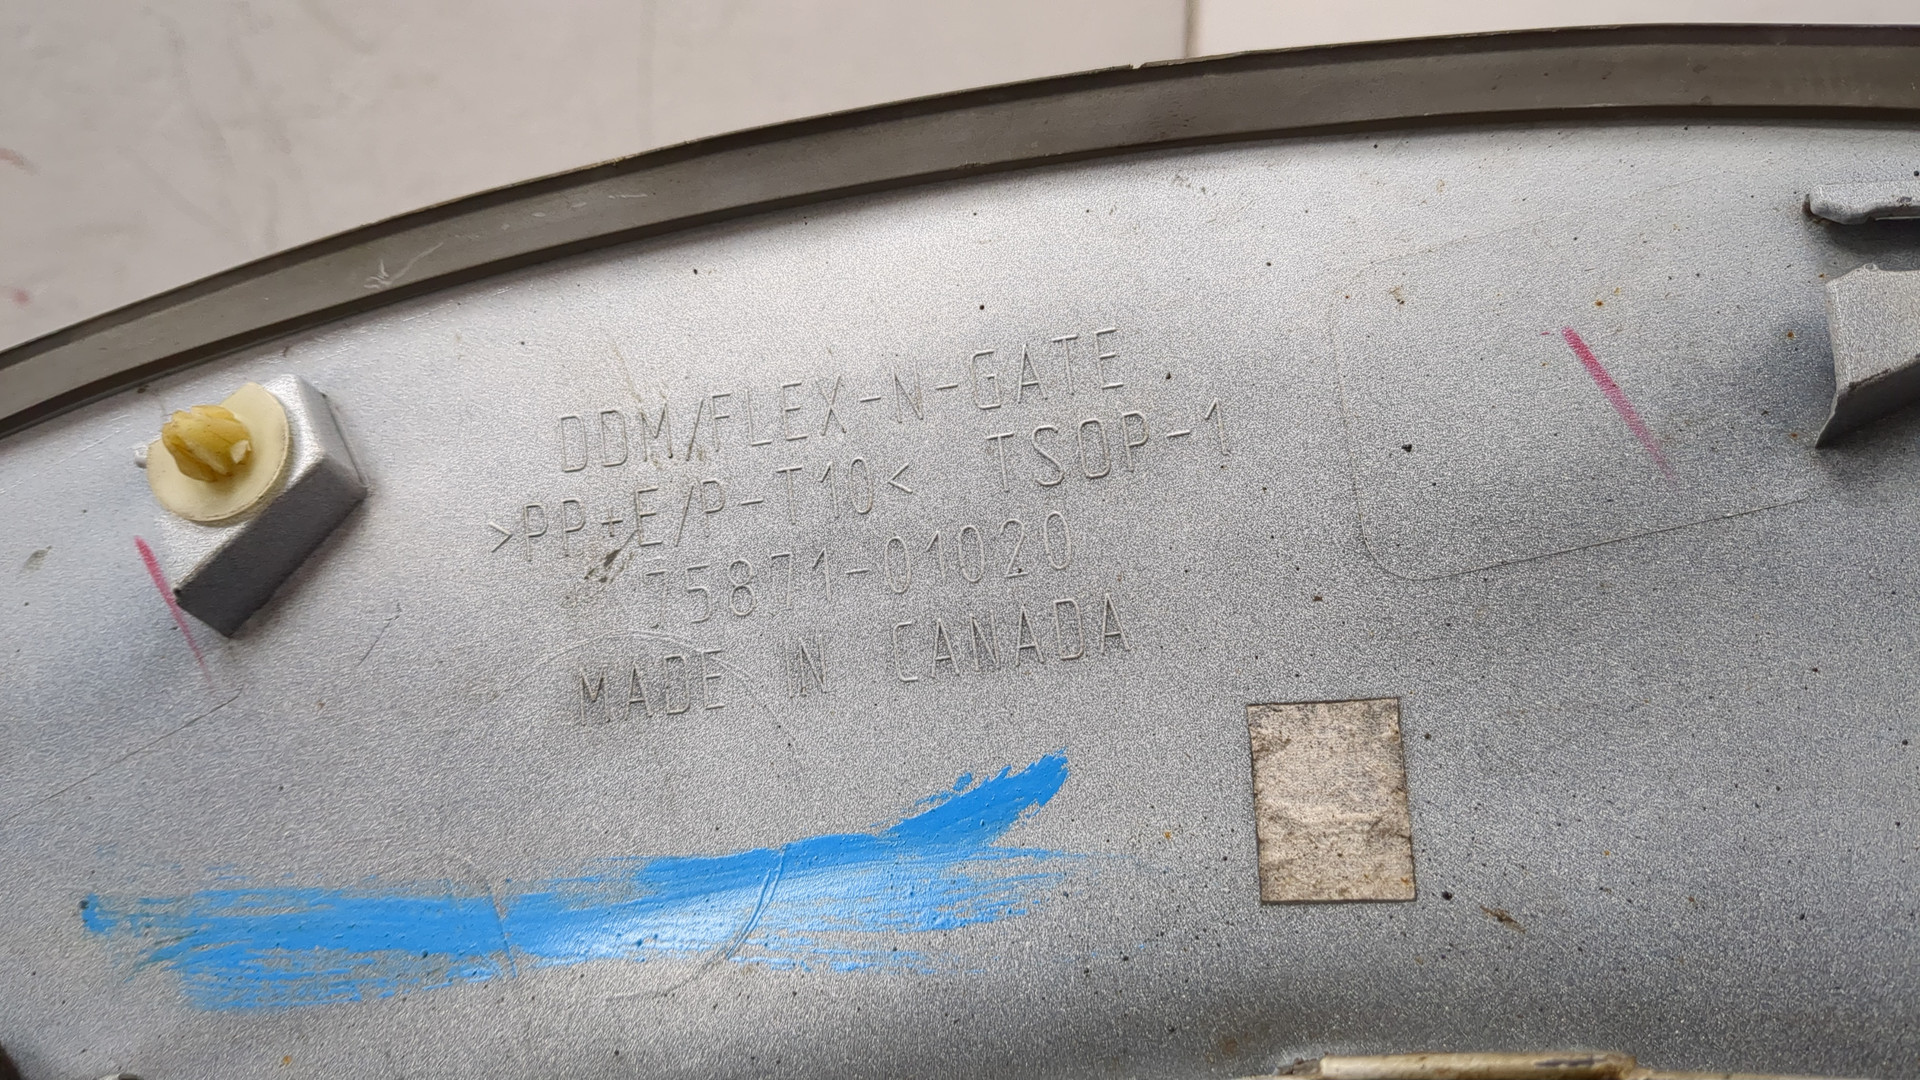 DDM/FLEX-N-GATE
>PP+E/P-T10< TSOP-1
75871-01020
MADE IN CANADA